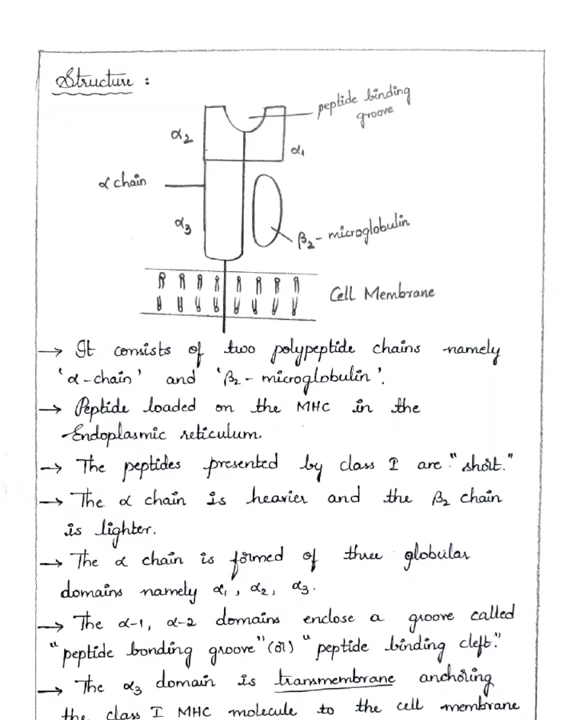 Structure :
peptide binding
groove
α2
α1
α chain
α3
β2 - microglobulin
Cell Membrane
→ It consists of two polypeptide chains namely
'α-chain' and 'β2 - microglobulin'.
→ Peptide loaded on the MHC in the
Endoplasmic reticulum.
→ The peptides presented by class I are "short."
→ The α chain is heavier and the β2 chain
is lighter.
→ The α chain is formed of three globular
domains namely α1, α2, α3.
→ The α-1, α-2 domains enclose a groove called
"peptide bonding groove" (or) "peptide binding cleft."
→ The α3 domain is transmembrane anchoring
the class I MHC molecule to the cell membrane